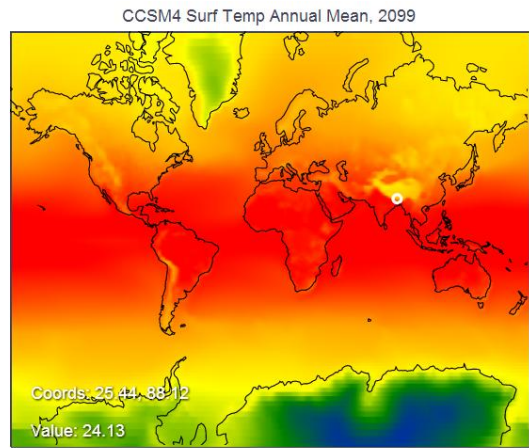 CCSM4 Surf Temp Annual Mean, 2099
Coords: 25.44, 88.12
Value: 24.13